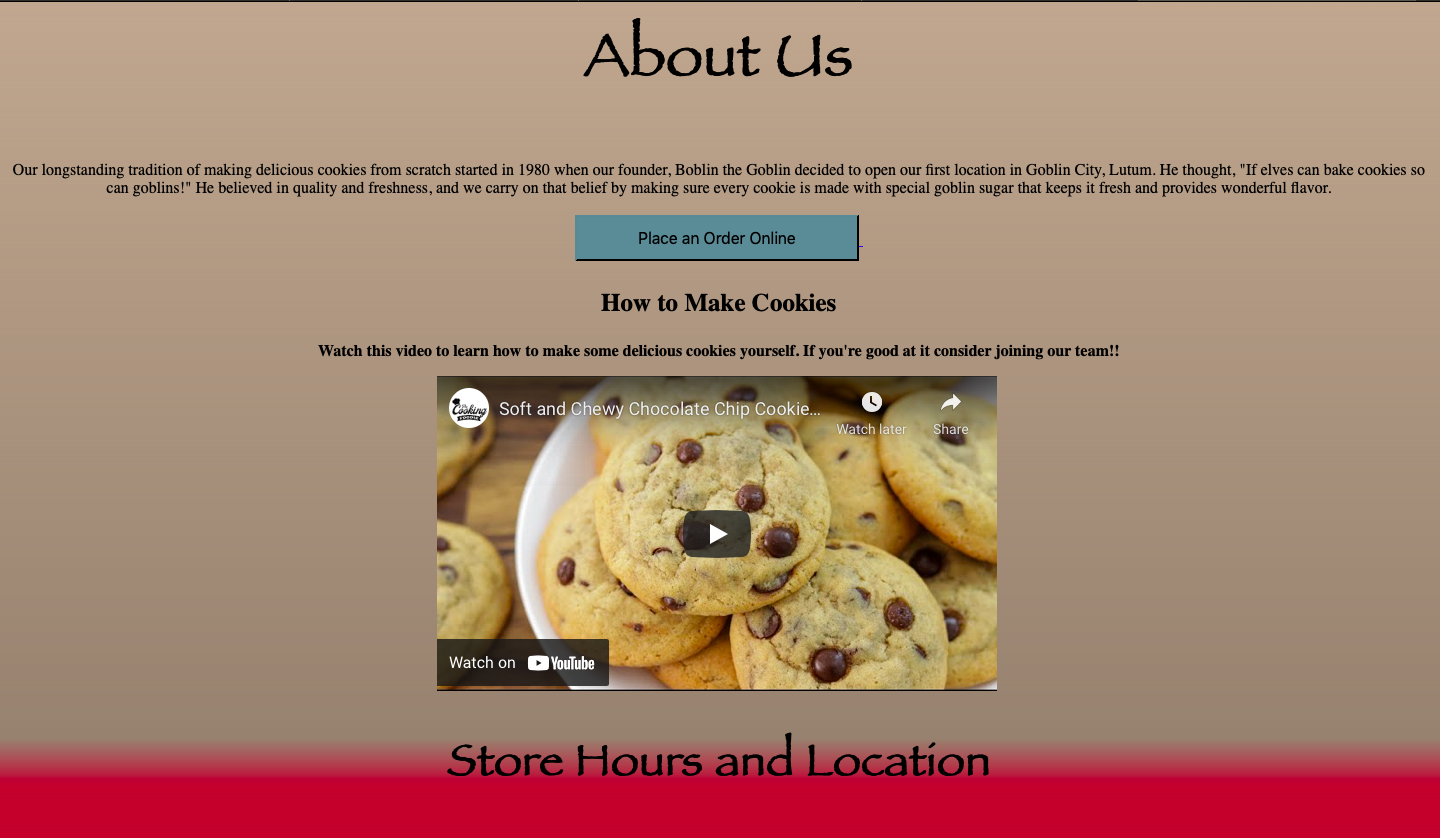 About Us
Our longstanding tradition of making delicious cookies from scratch started in 1980 when our founder, Boblin the Goblin decided to open our first location in Goblin City, Lutum. He thought, "If elves can bake cookies so
can goblins!" He believed in quality and freshness, and we carry on that belief by making sure every cookie is made with special goblin sugar that keeps it fresh and provides wonderful flavor.
Place an Order Online
How to Make Cookies
Watch this video to learn how to make some delicious cookies yourself. If you're good at it consider joining our team!!
Cooking
Soft and Chewy Chocolate Chip Cookie...
Watch later
Share
Watch on YouTube
Store Hours and Location